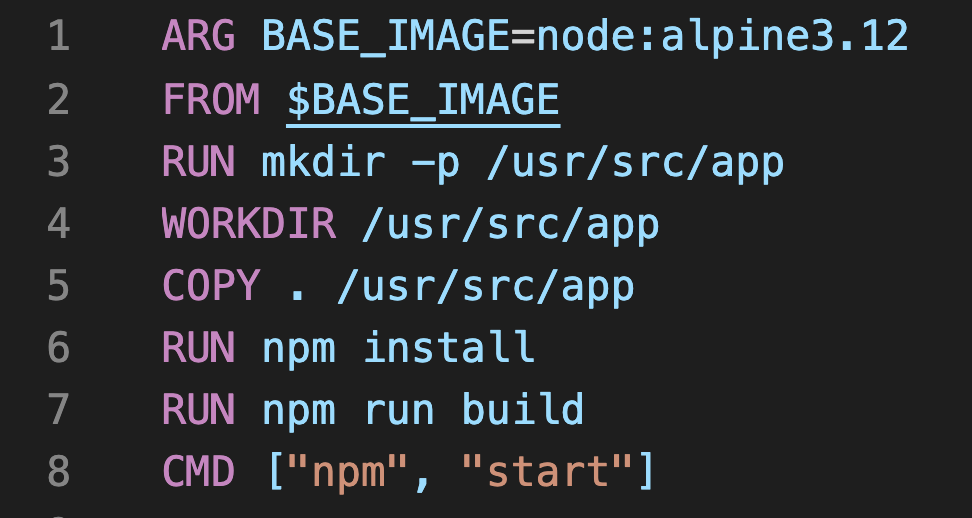 1 ARG BASE_IMAGE=node:alpine3.12
2 FROM $BASE_IMAGE
3 RUN mkdir -p /usr/src/app
4 WORKDIR /usr/src/app
5 COPY . /usr/src/app
6 RUN npm install
7 RUN npm run build
8 CMD ["npm", "start"]